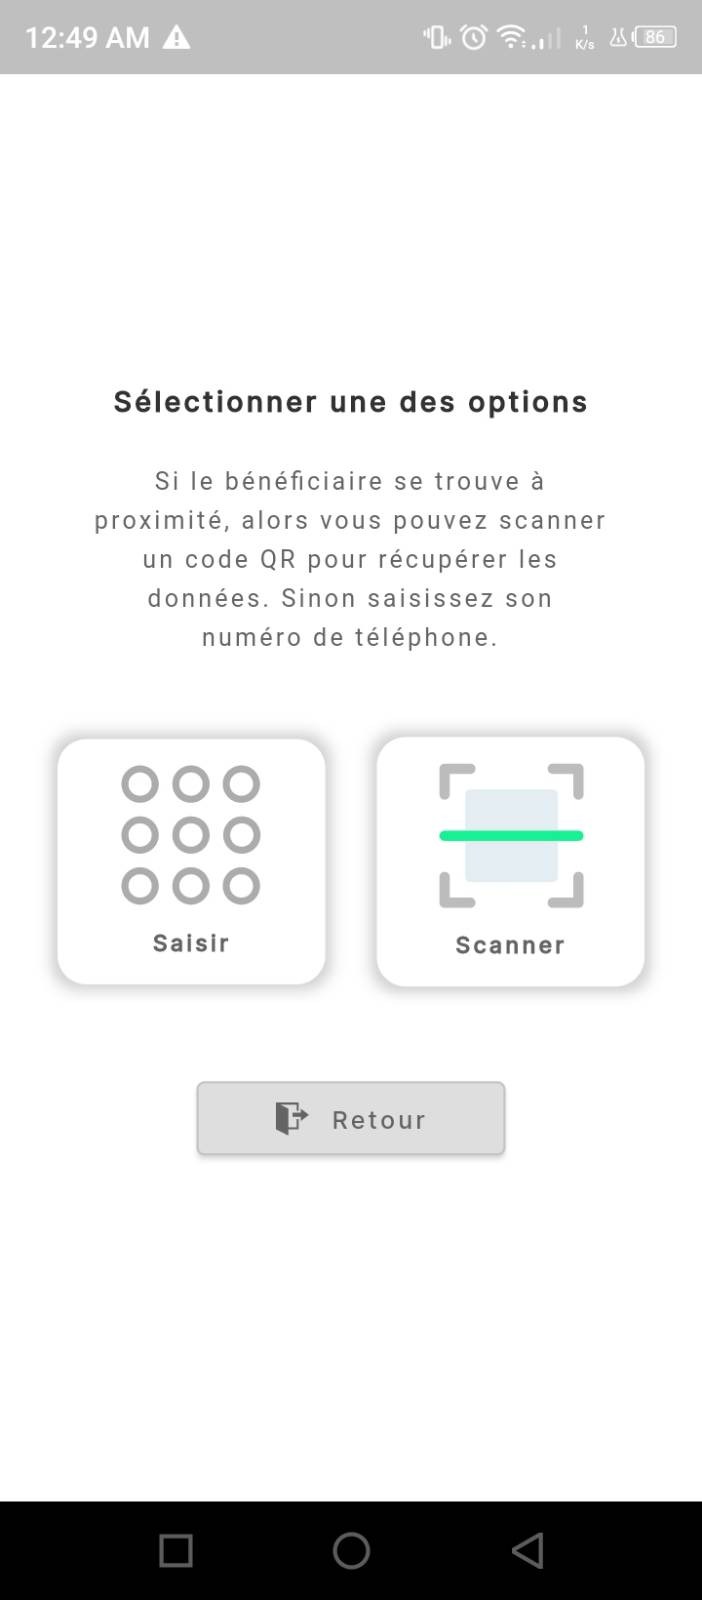 12:49 AM
1
K/s
86
Sélectionner une des options
Si le bénéficiaire se trouve à
proximité, alors vous pouvez scanner
un code QR pour récupérer les
données. Sinon saisissez son
numéro de téléphone.
Saisir
Scanner
Retour